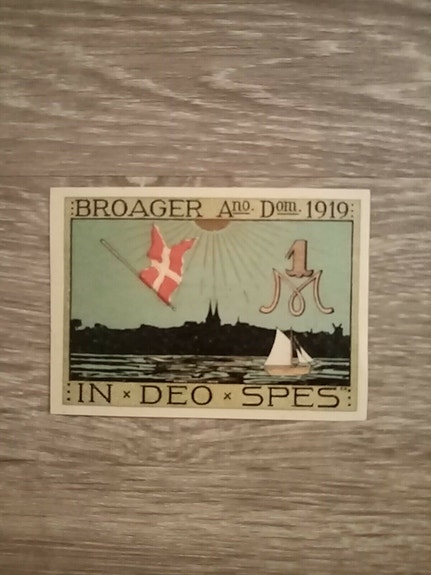 BROAGER Ano. Dom. 1919
1
M
IN × DEO × SPES